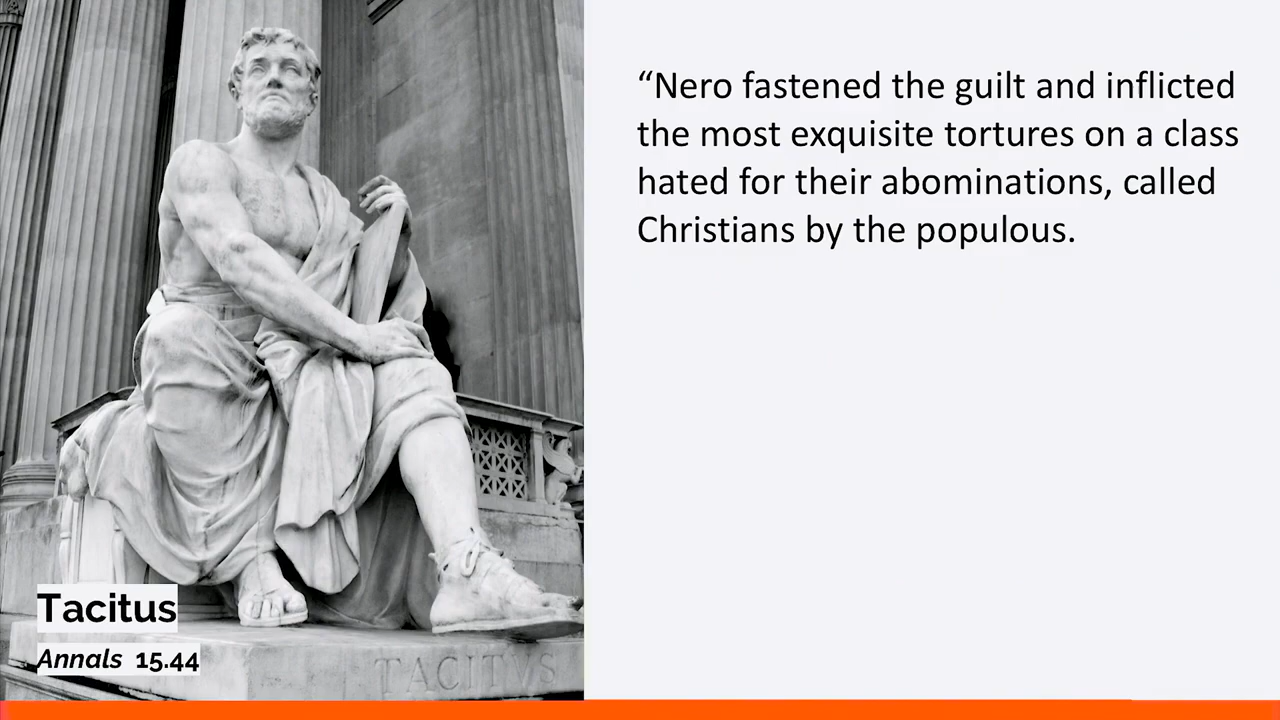 “Nero fastened the guilt and inflicted
the most exquisite tortures on a class
hated for their abominations, called
Christians by the populous.
Tacitus
Annals 15.44
TACITVS